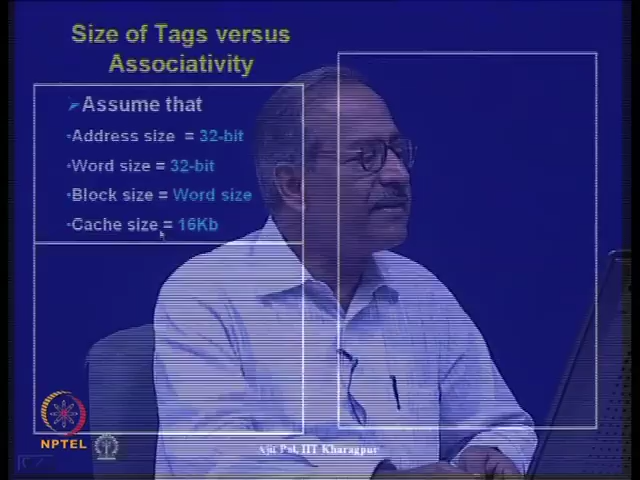 Size of Tags versus
Associativity
➢Assume that
•Address size = 32-bit
•Word size = 32-bit
•Block size = Word size
•Cache size = 16Kb
NPTEL
Ajit Pal, IIT Kharagpur